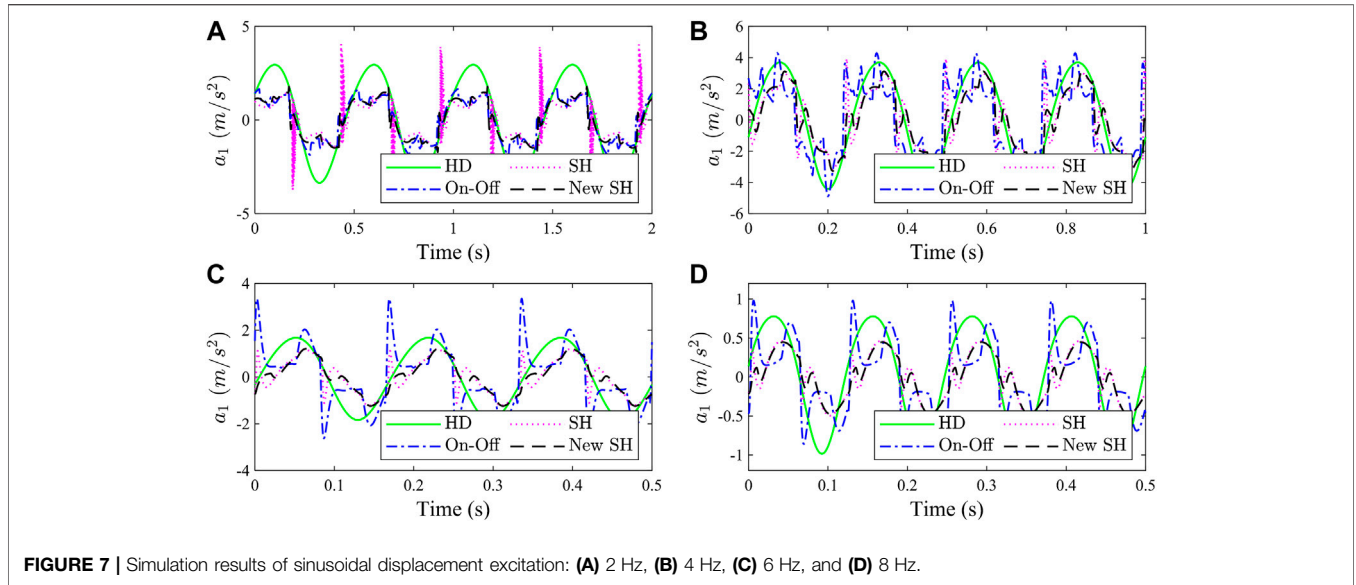 A
5
0
-5
a₁ (m/s²)
HD
SH
On-Off
New SH
0
0.5
1
1.5
2
Time (s)
B
6
4
2
0
-2
-4
-6
a₁ (m/s²)
HD
SH
On-Off
New SH
0
0.2
0.4
0.6
0.8
1
Time (s)
C
4
2
0
-2
-4
a₁ (m/s²)
HD
SH
On-Off
New SH
0
0.1
0.2
0.3
0.4
0.5
Time (s)
D
1
0.5
0
-0.5
-1
a₁ (m/s²)
HD
SH
On-Off
New SH
0
0.1
0.2
0.3
0.4
0.5
Time (s)
FIGURE 7 | Simulation results of sinusoidal displacement excitation: (A) 2 Hz, (B) 4 Hz, (C) 6 Hz, and (D) 8 Hz.